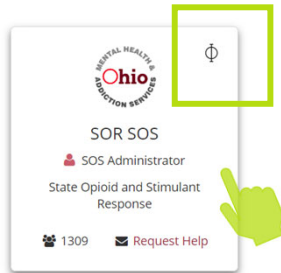 MENTAL HEALTH &
Ohio
ADDICTION SERVICES
SOR SOS
SOS Administrator
State Opioid and Stimulant
Response
1309 Request Help